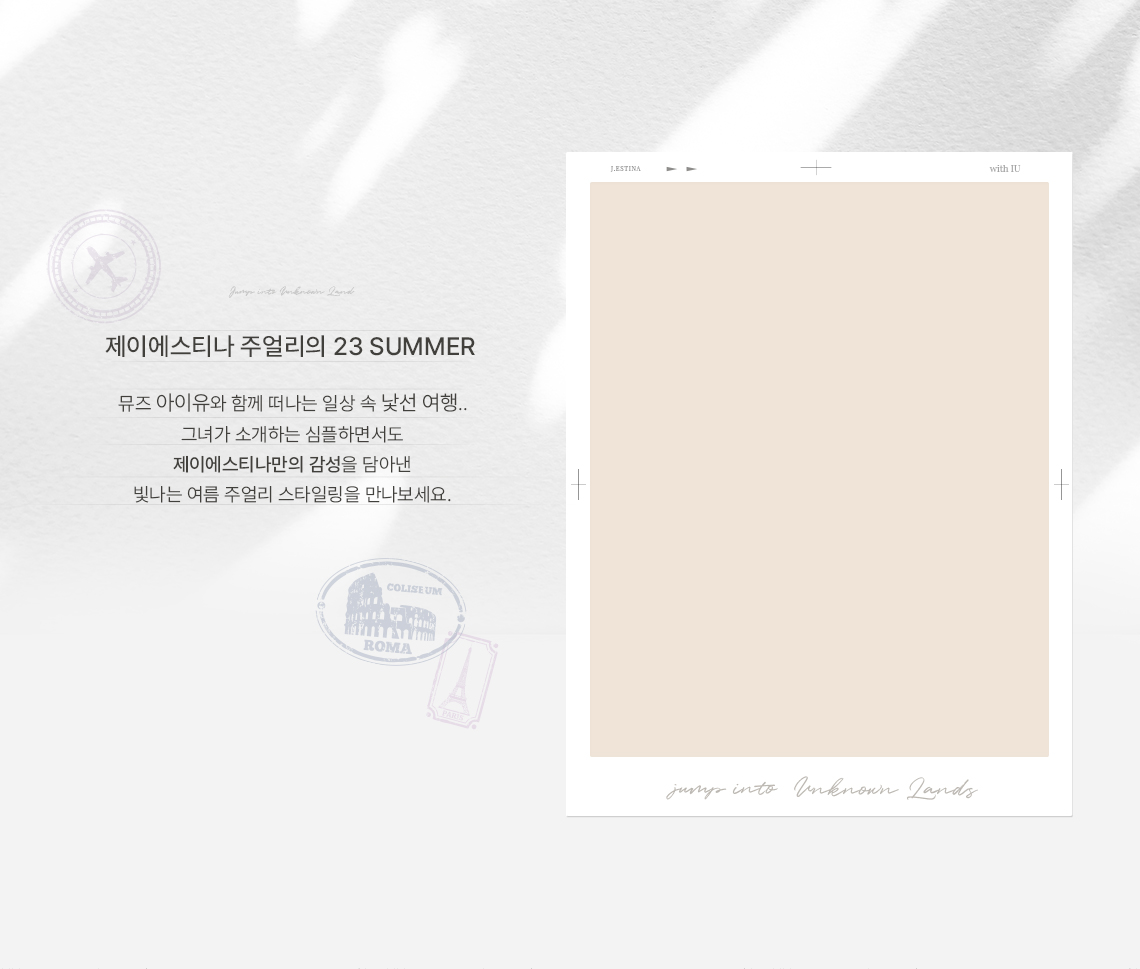 Jump into Unknown Land
제이에스티나 주얼리의 23 SUMMER
뮤즈 아이유와 함께 떠나는 일상 속 낯선 여행..
그녀가 소개하는 심플하면서도
제이에스티나만의 감성을 담아낸
빛나는 여름 주얼리 스타일링을 만나보세요.
COLISEUM
ROMA
PARIS
J.ESTINA
with IU
jump into Unknown Lands